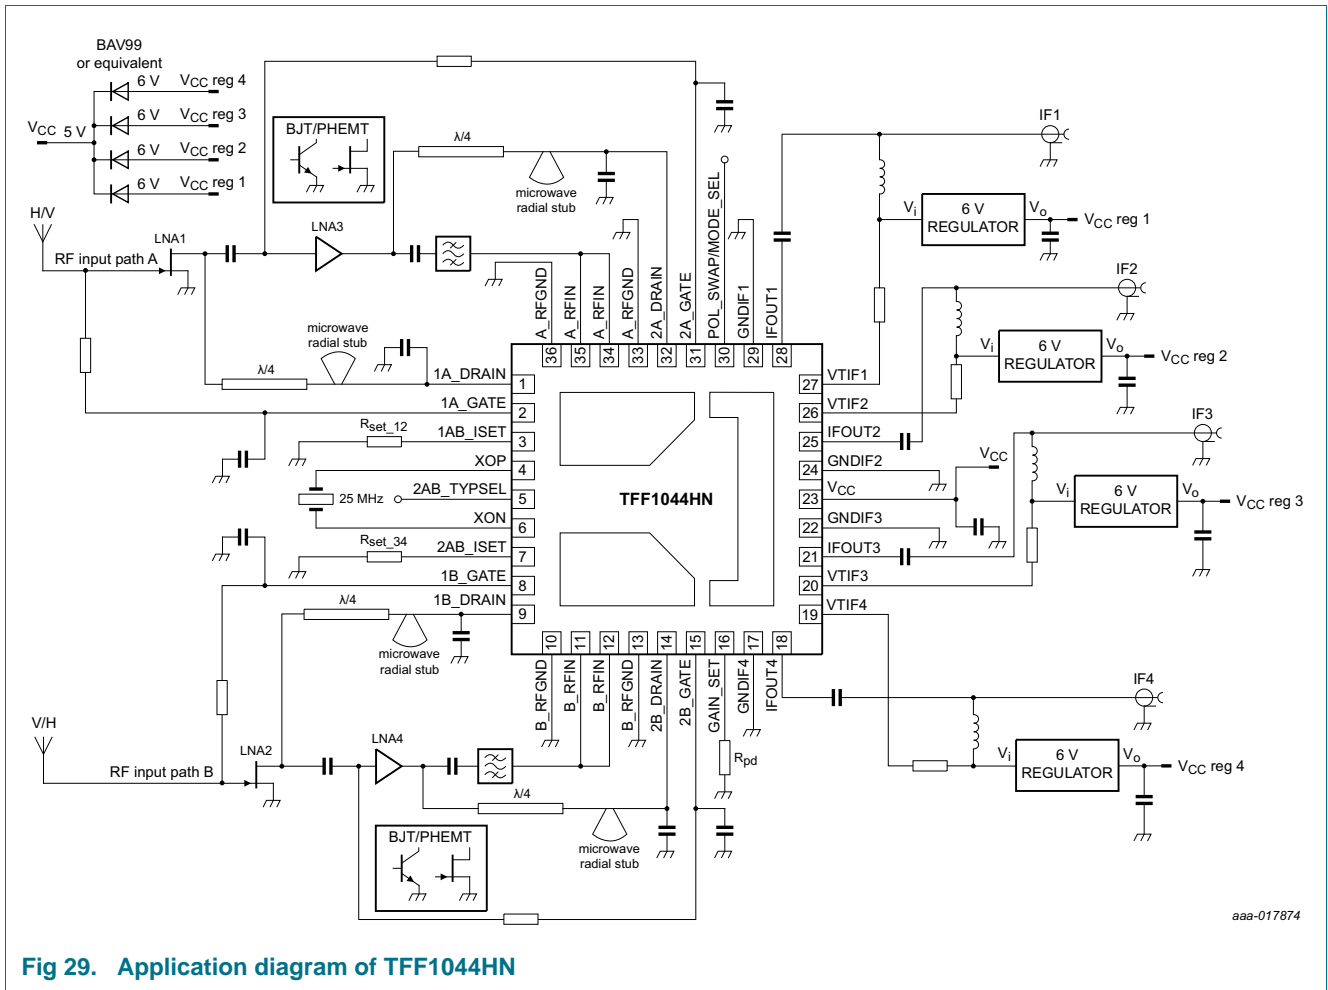 BAV99
or equivalent
6 V VCC reg 4
6 V VCC reg 3
VCC 5 V
6 V VCC reg 2
6 V VCC reg 1
BJT/PHEMT
λ/4
microwave
radial stub
IF1
Vi
6 V
REGULATOR
Vo
VCC reg 1
H/V
RF input path A
LNA1
LNA3
A_RFGND
A_RFIN
A_RFIN
A_RFGND
2A_DRAIN
2A_GATE
POL_SWAP/MODE_SEL
GNDIF1
IFOUT1
36
35
34
33
32
31
30
29
28
IF2
Vi
6 V
REGULATOR
Vo
VCC reg 2
microwave
radial stub
λ/4
1A_DRAIN 1
1A_GATE 2
Rset_12
1AB_ISET 3
XOP 4
25 MHz
2AB_TYPSEL 5
XON 6
Rset_34
2AB_ISET 7
1B_GATE 8
1B_DRAIN 9
TFF1044HN
27 VTIF1
26 VTIF2
25 IFOUT2
24 GNDIF2
23 VCC
VCC
22 GNDIF3
21 IFOUT3
20 VTIF3
19 VTIF4
IF3
Vi
6 V
REGULATOR
Vo
VCC reg 3
λ/4
microwave
radial stub
10
11
12
13
14
15
16
17
18
B_RFGND
B_RFIN
B_RFIN
B_RFGND
2B_DRAIN
2B_GATE
GAIN_SET
GNDIF4
IFOUT4
Rpd
IF4
Vi
6 V
REGULATOR
Vo
VCC reg 4
V/H
RF input path B
LNA2
LNA4
λ/4
microwave
radial stub
BJT/PHEMT
aaa-017874
Fig 29. Application diagram of TFF1044HN